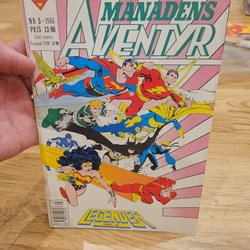 MÅNADENS
ÄVENTYR
NR 5 • 1988
PRIS 13:90
LEGENDER